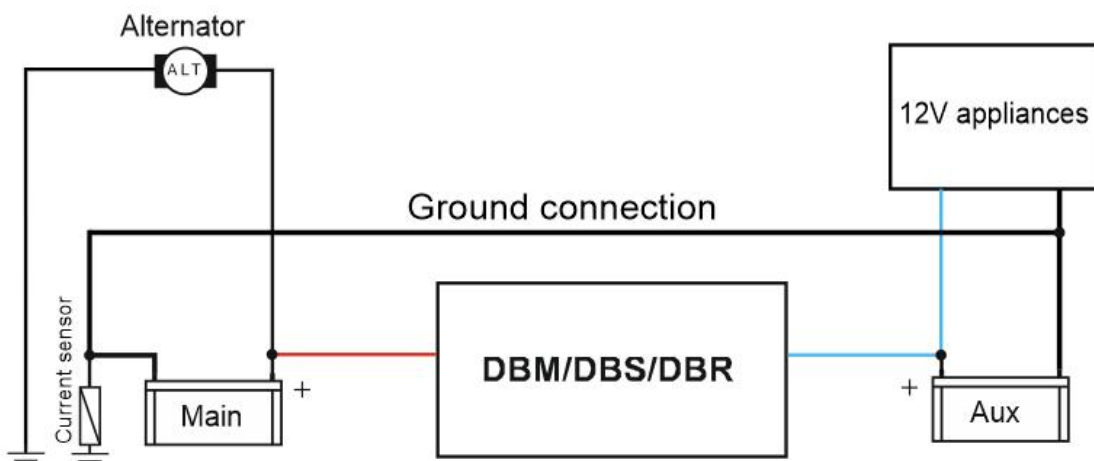 Alternator
ALT
12V appliances
Ground connection
Current sensor
DBM/DBS/DBR
+
Main
+
Aux